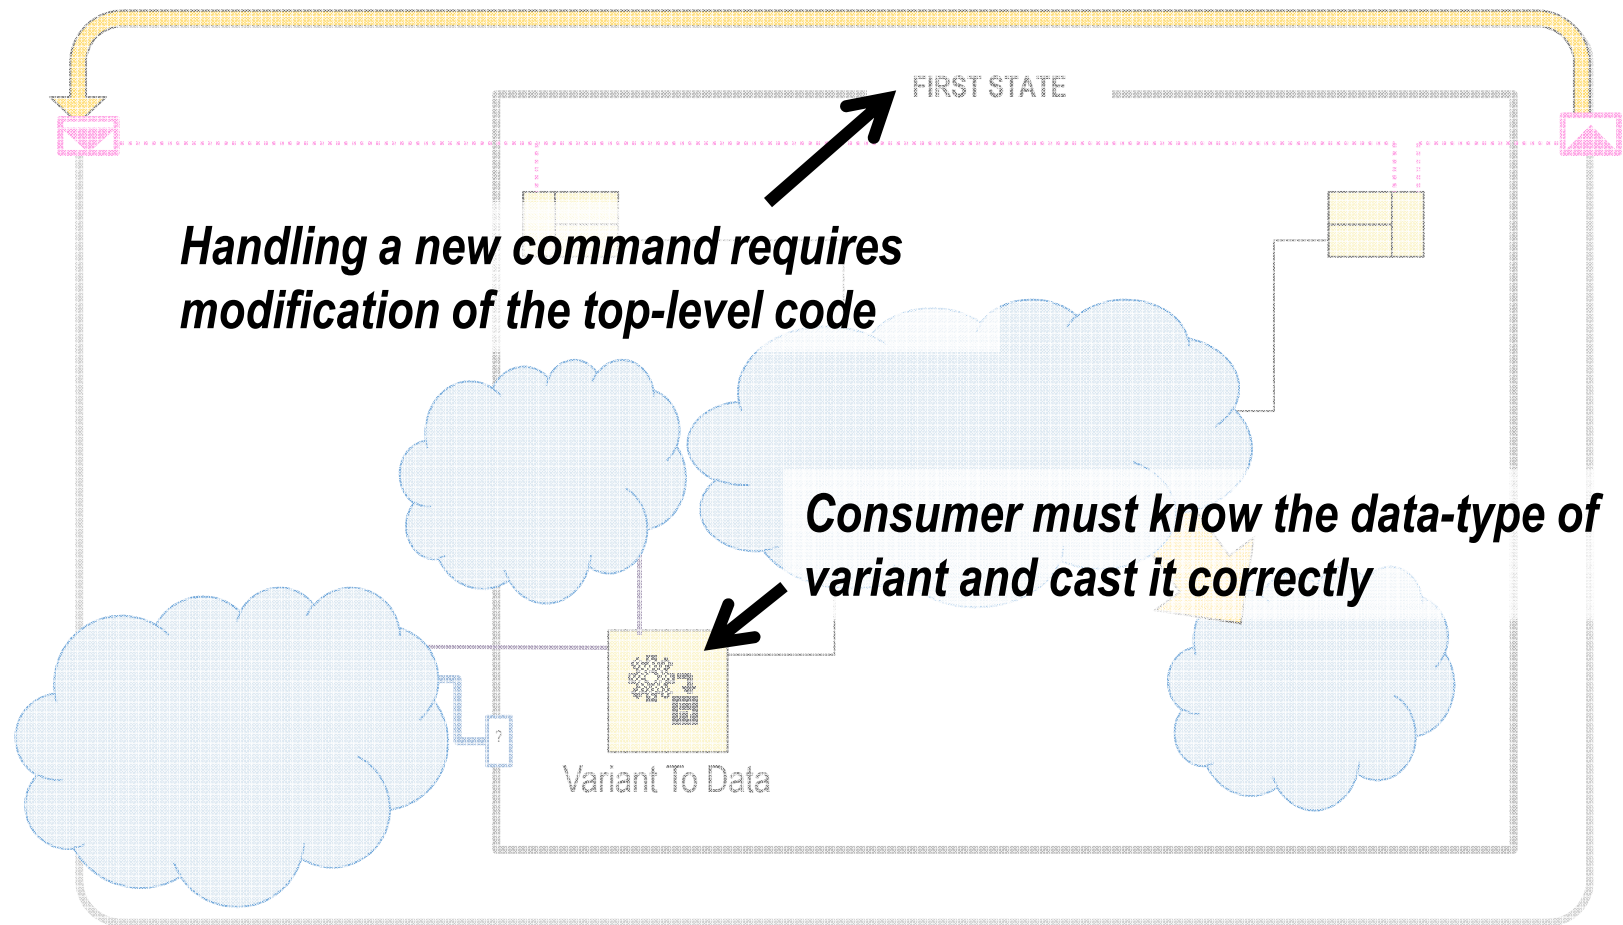 FIRST STATE
Handling a new command requires
modification of the top-level code
Consumer must know the data-type of
variant and cast it correctly
?
Variant To Data